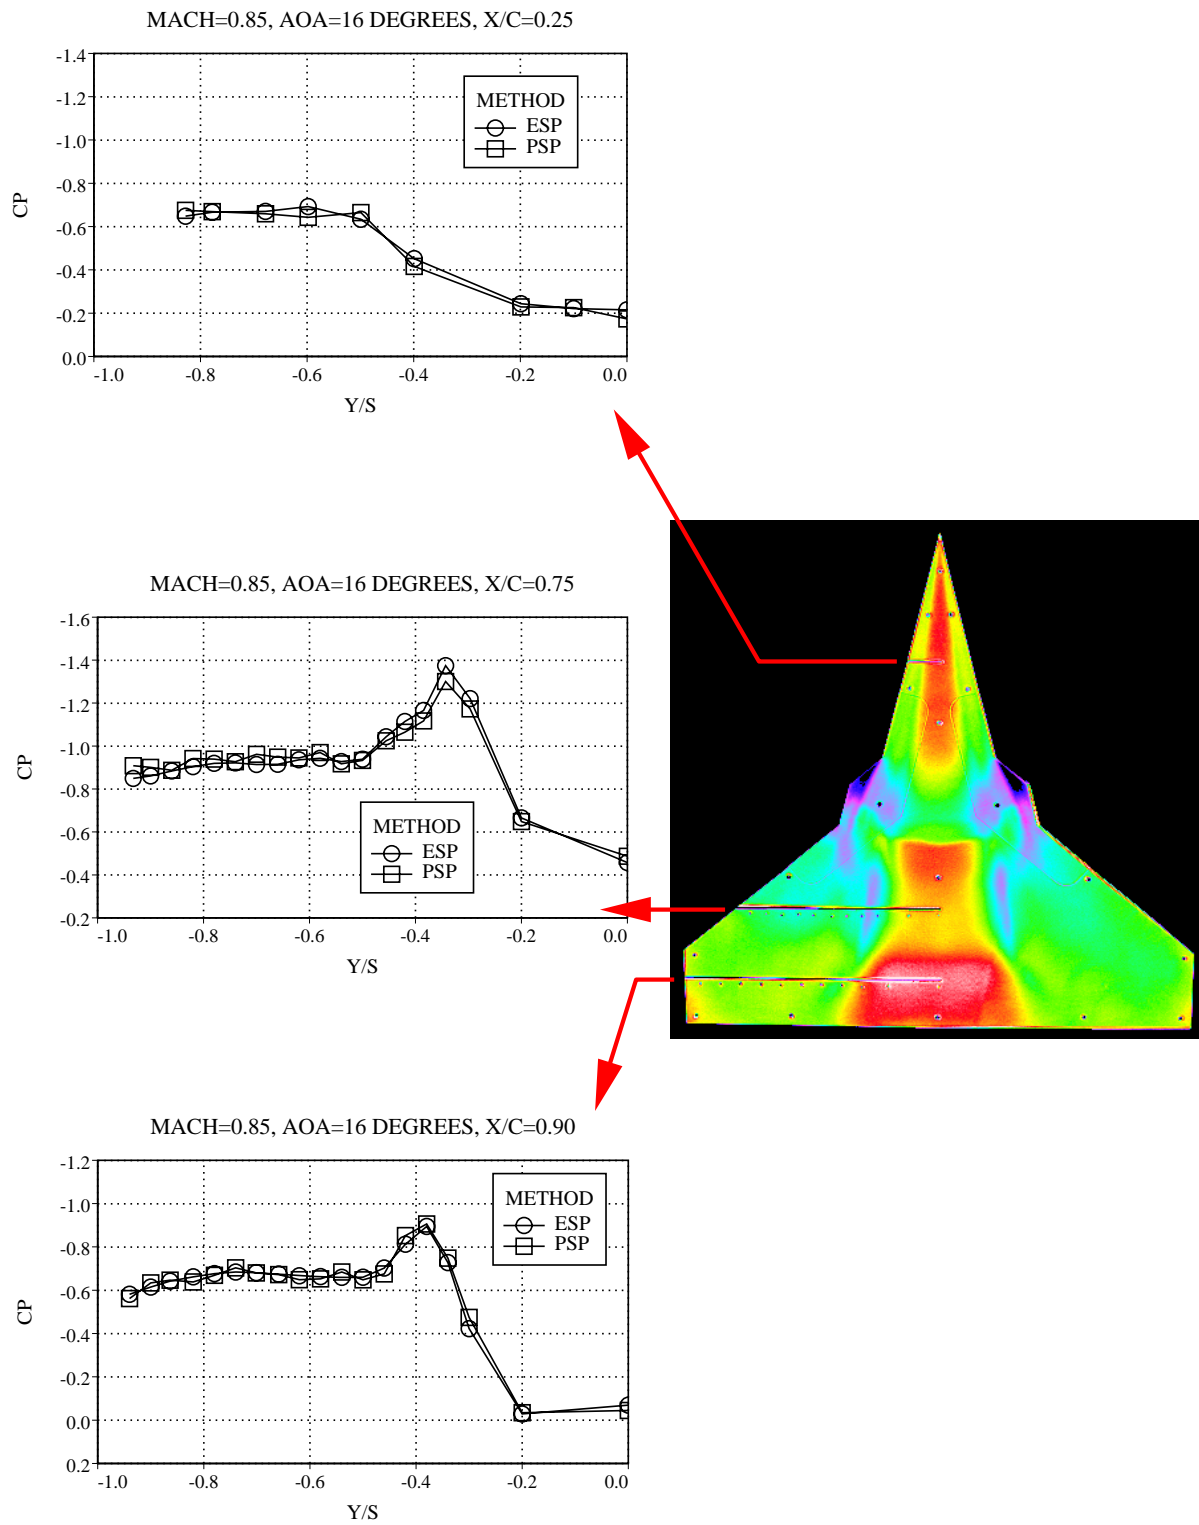 MACH=0.85, AOA=16 DEGREES, X/C=0.25
-1.4
-1.2
-1.0
-0.8
-0.6
-0.4
-0.2
0.0
CP
METHOD
ESP
PSP
-1.0 -0.8 -0.6 -0.4 -0.2 0.0
Y/S
MACH=0.85, AOA=16 DEGREES, X/C=0.75
-1.6
-1.4
-1.2
-1.0
-0.8
-0.6
-0.4
-0.2
CP
METHOD
ESP
PSP
-1.0 -0.8 -0.6 -0.4 -0.2 0.0
Y/S
MACH=0.85, AOA=16 DEGREES, X/C=0.90
-1.2
-1.0
-0.8
-0.6
-0.4
-0.2
0.0
0.2
CP
METHOD
ESP
PSP
-1.0 -0.8 -0.6 -0.4 -0.2 0.0
Y/S